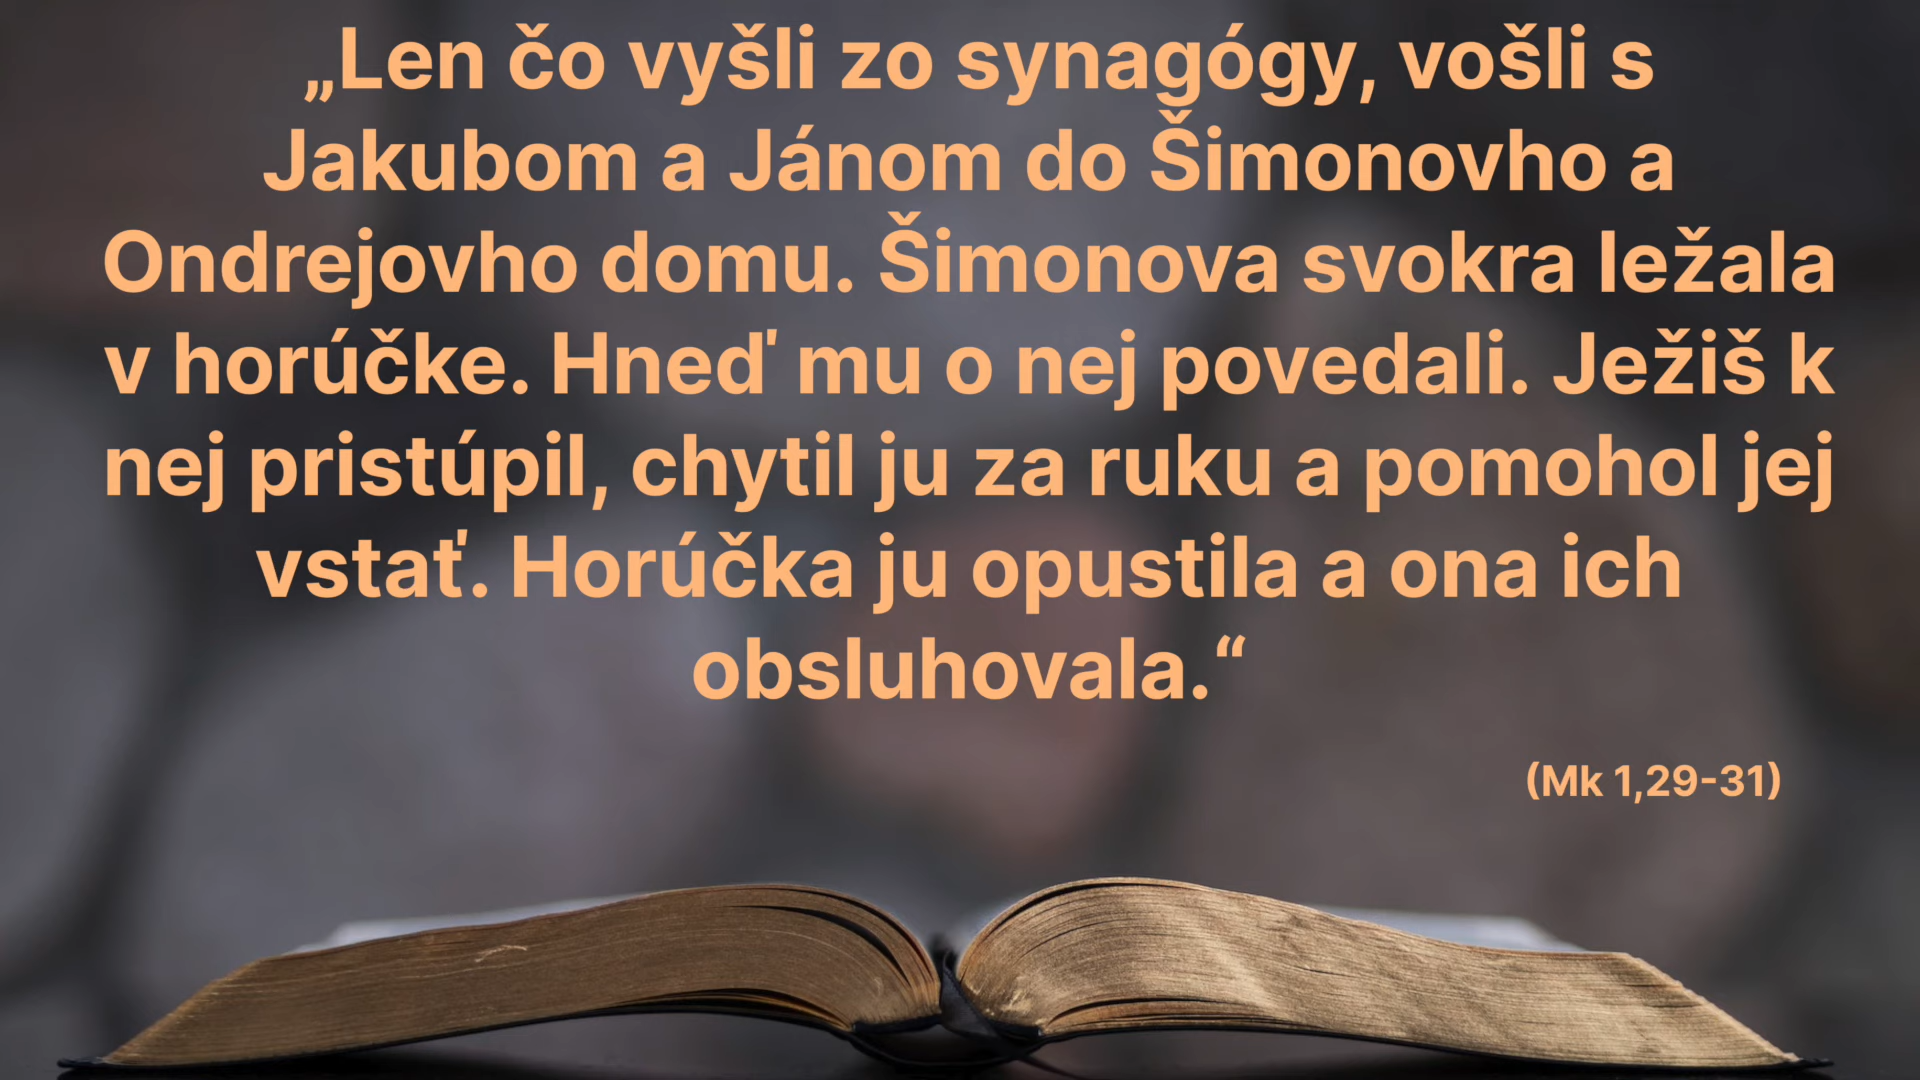 „Len čo vyšli zo synagógy, vošli s
Jakubom a Jánom do Šimonovho a
Ondrejovho domu. Šimonova svokra ležala
v horúčke. Hneď mu o nej povedali. Ježiš k
nej pristúpil, chytil ju za ruku a pomohol jej
vstať. Horúčka ju opustila a ona ich
obsluhovala.“
(Mk 1,29-31)